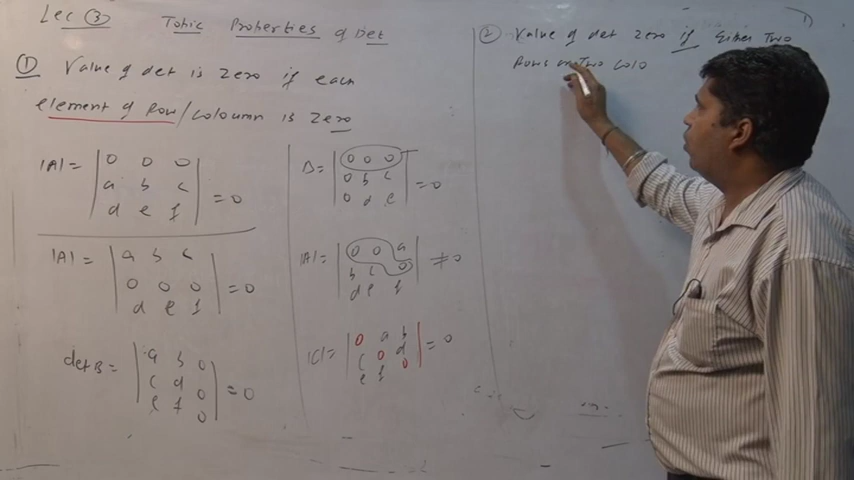 Lec ③ Topic Properties of Det
① Value of det is Zero if each
element of Row/Coloumn is Zero
|A| = | 0 0 0 |
| a b c |
| d e f | = 0
|A| = | a b c |
| 0 0 0 |
| d e f | = 0
det B = | a b 0 |
| c d 0 |
| e f 0 | = 0
D = | 0 0 0 |
| 0 b c |
| 0 d e | = 0
|A| = | 0 0 a |
| b c 0 |
| d e f | ≠ 0
|C| = | 0 a b |
| c 0 d |
| e f 0 | = 0
② Value of det Zero if Either Two
Rows or Two Colo